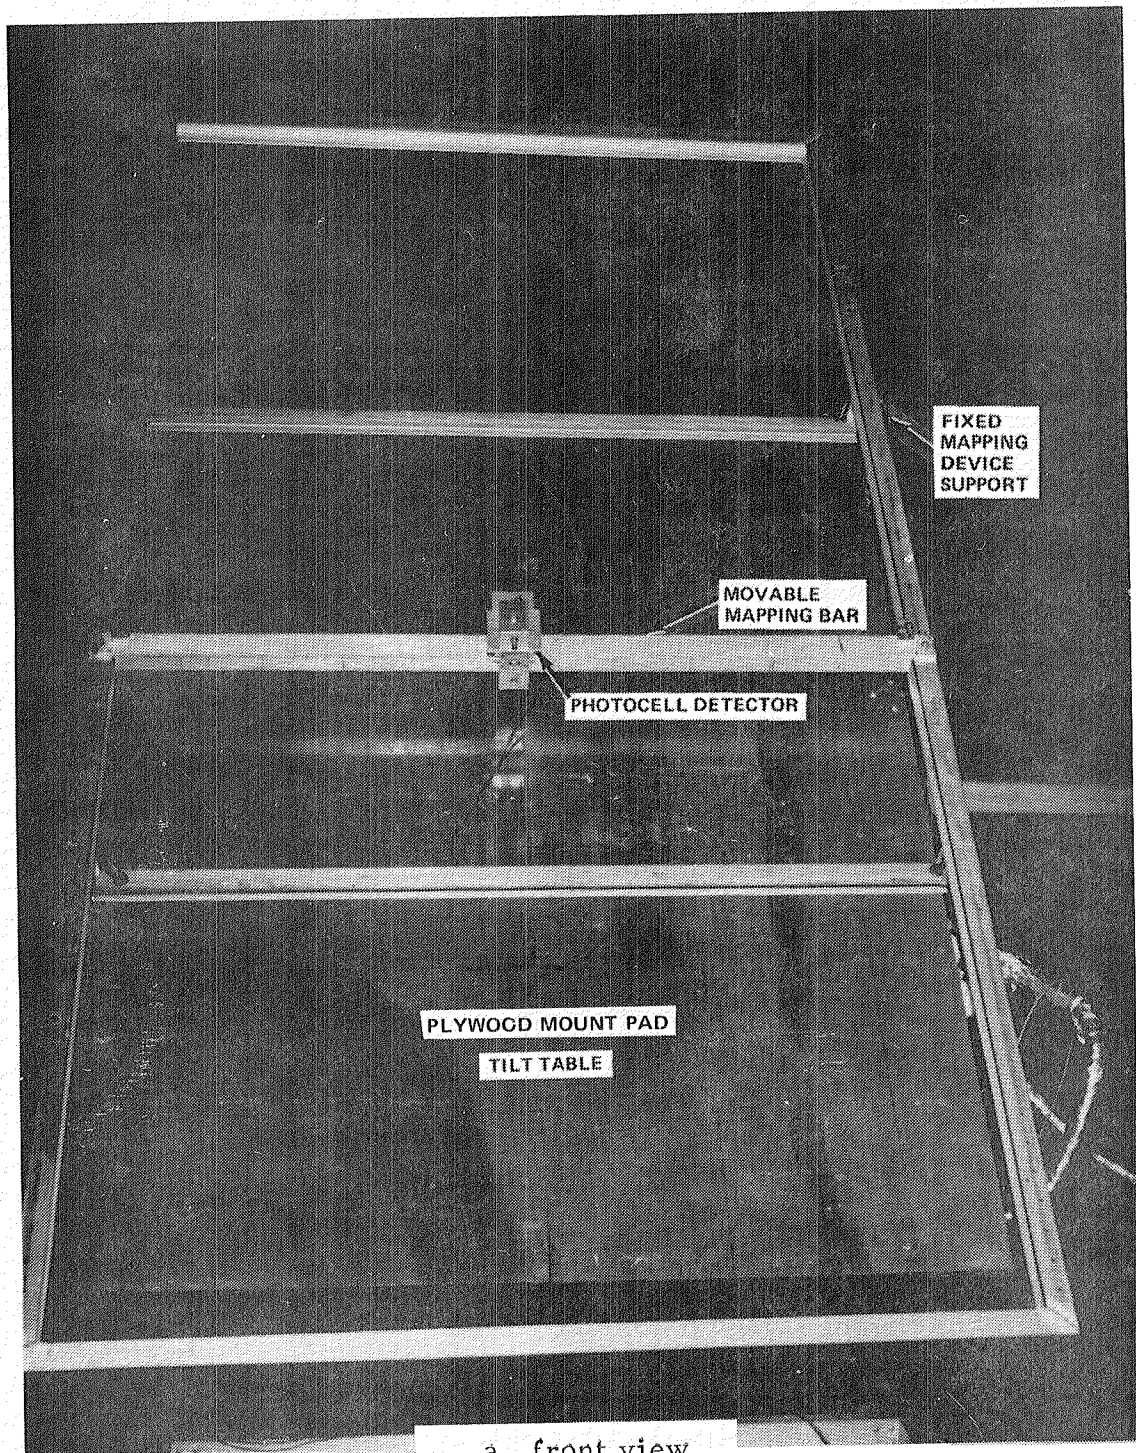 FIXED
MAPPING
DEVICE
SUPPORT
MOVABLE
MAPPING BAR
PHOTOCELL DETECTOR
PLYWOOD MOUNT PAD
TILT TABLE
a. front view